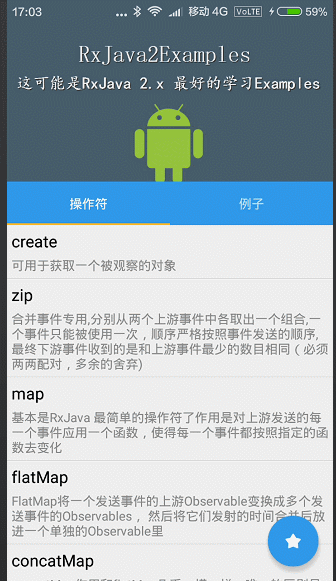 17:03 ... 移动 4G VoLTE 59%
RxJava2Examples
这可能是RxJava 2.x 最好的学习Examples
操作符 例子
create
可用于获取一个被观察的对象
zip
合并事件专用,分别从两个上游事件中各取出一个组合,一
个事件只能被使用一次，顺序严格按照事件发送的顺序,
最终下游事件收到的是和上游事件最少的数目相同（必须
两两配对，多余的舍弃)
map
基本是RxJava 最简单的操作符了作用是对上游发送的每
一个事件应用一个函数，使得每一个事件都按照指定的函
数去变化
flatMap
FlatMap将一个发送事件的上游Observable变换成多个发
送事件的Observables ，然后将它们发射的时间合并后放
进一个单独的Observable里
concatMap